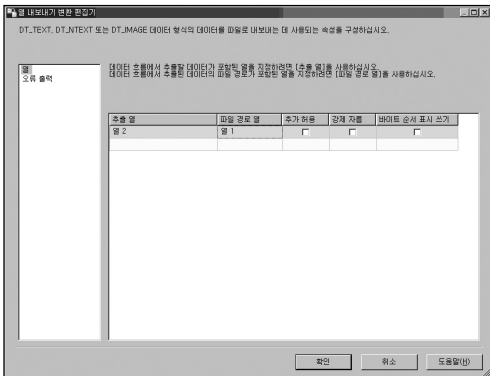 열 내보내기 변환 편집기
DT_TEXT, DT_NTEXT 또는 DT_IMAGE 데이터 형식의 데이터를 파일로 내보내는 데 사용되는 속성을 구성하십시오.
열
오류 출력
데이터 흐름에서 추출할 데이터가 포함된 열을 지정하려면 [추출 열]을 사용하십시오.
데이터 흐름에서 추출된 데이터의 파일 경로가 포함된 열을 지정하려면 [파일 경로 열]을 사용하십시오.
추출 열 파일 경로 열 추가 허용 강제 자름 바이트 순서 표시 쓰기
열 2 열 1
확인 취소 도움말(H)